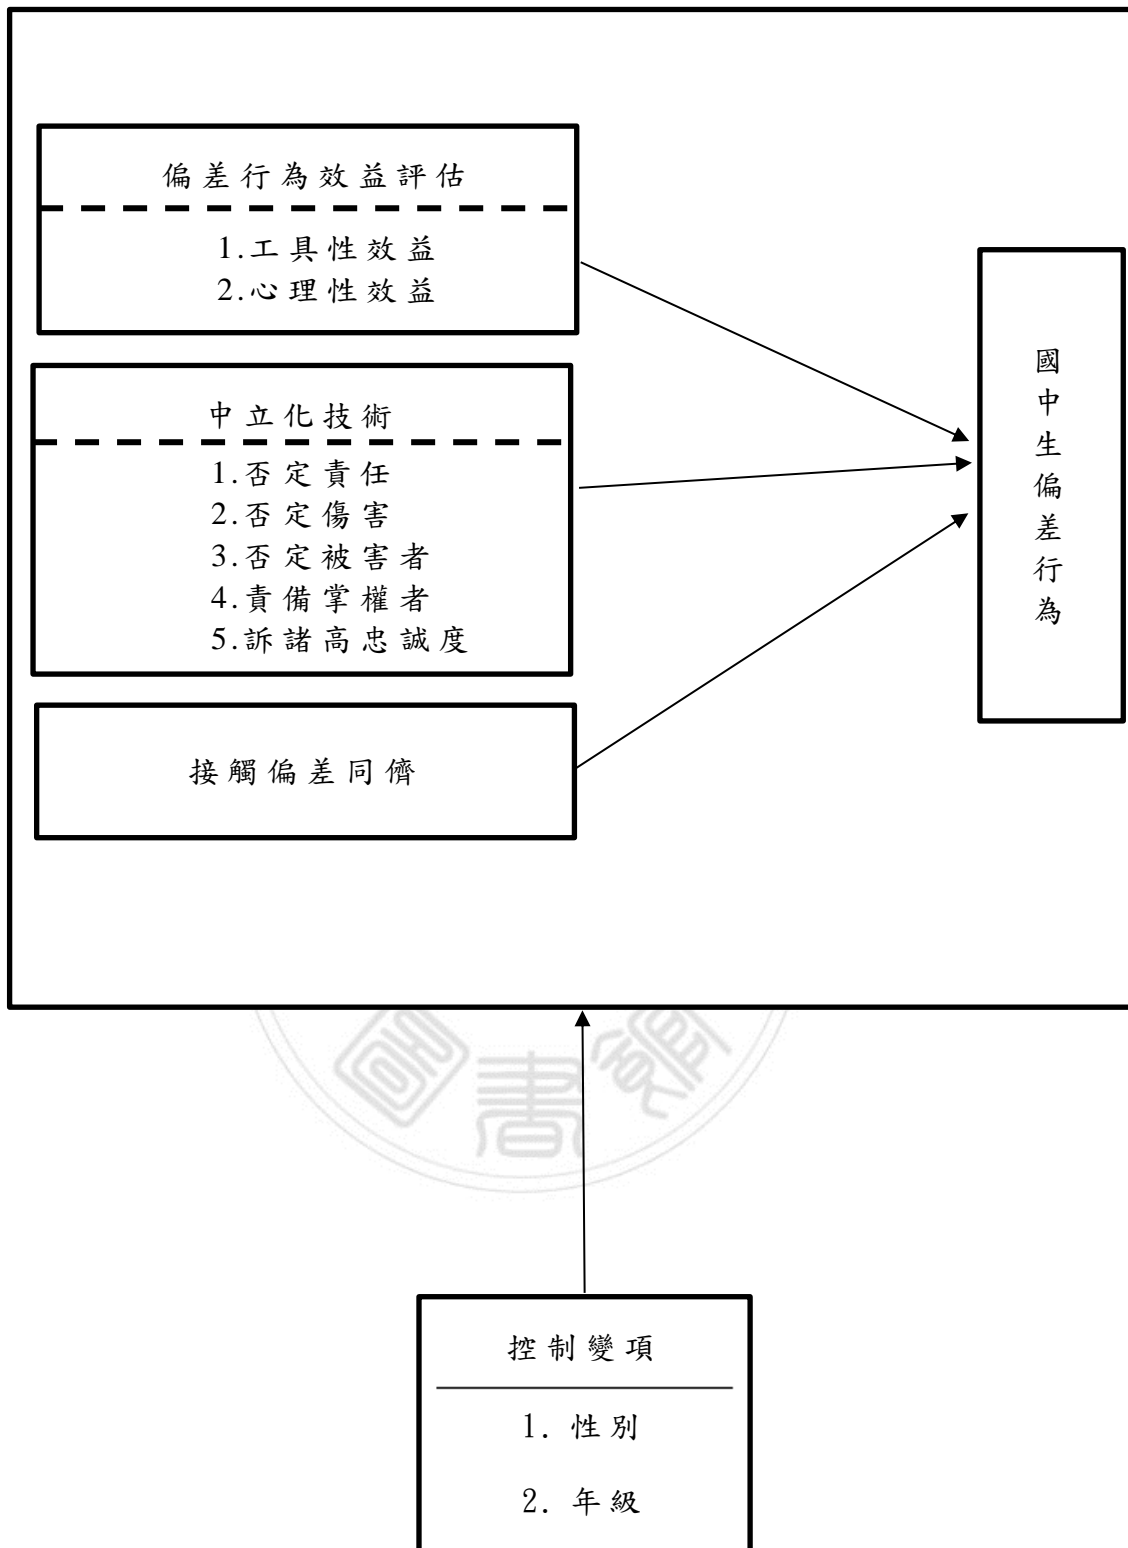 偏差行為效益評估
1.工具性效益
2.心理性效益
中立化技術
1.否定責任
2.否定傷害
3.否定被害者
4.責備掌權者
5.訴諸高忠誠度
接觸偏差同儕
國中生偏差行為
書
控制變項
1. 性別
2. 年級